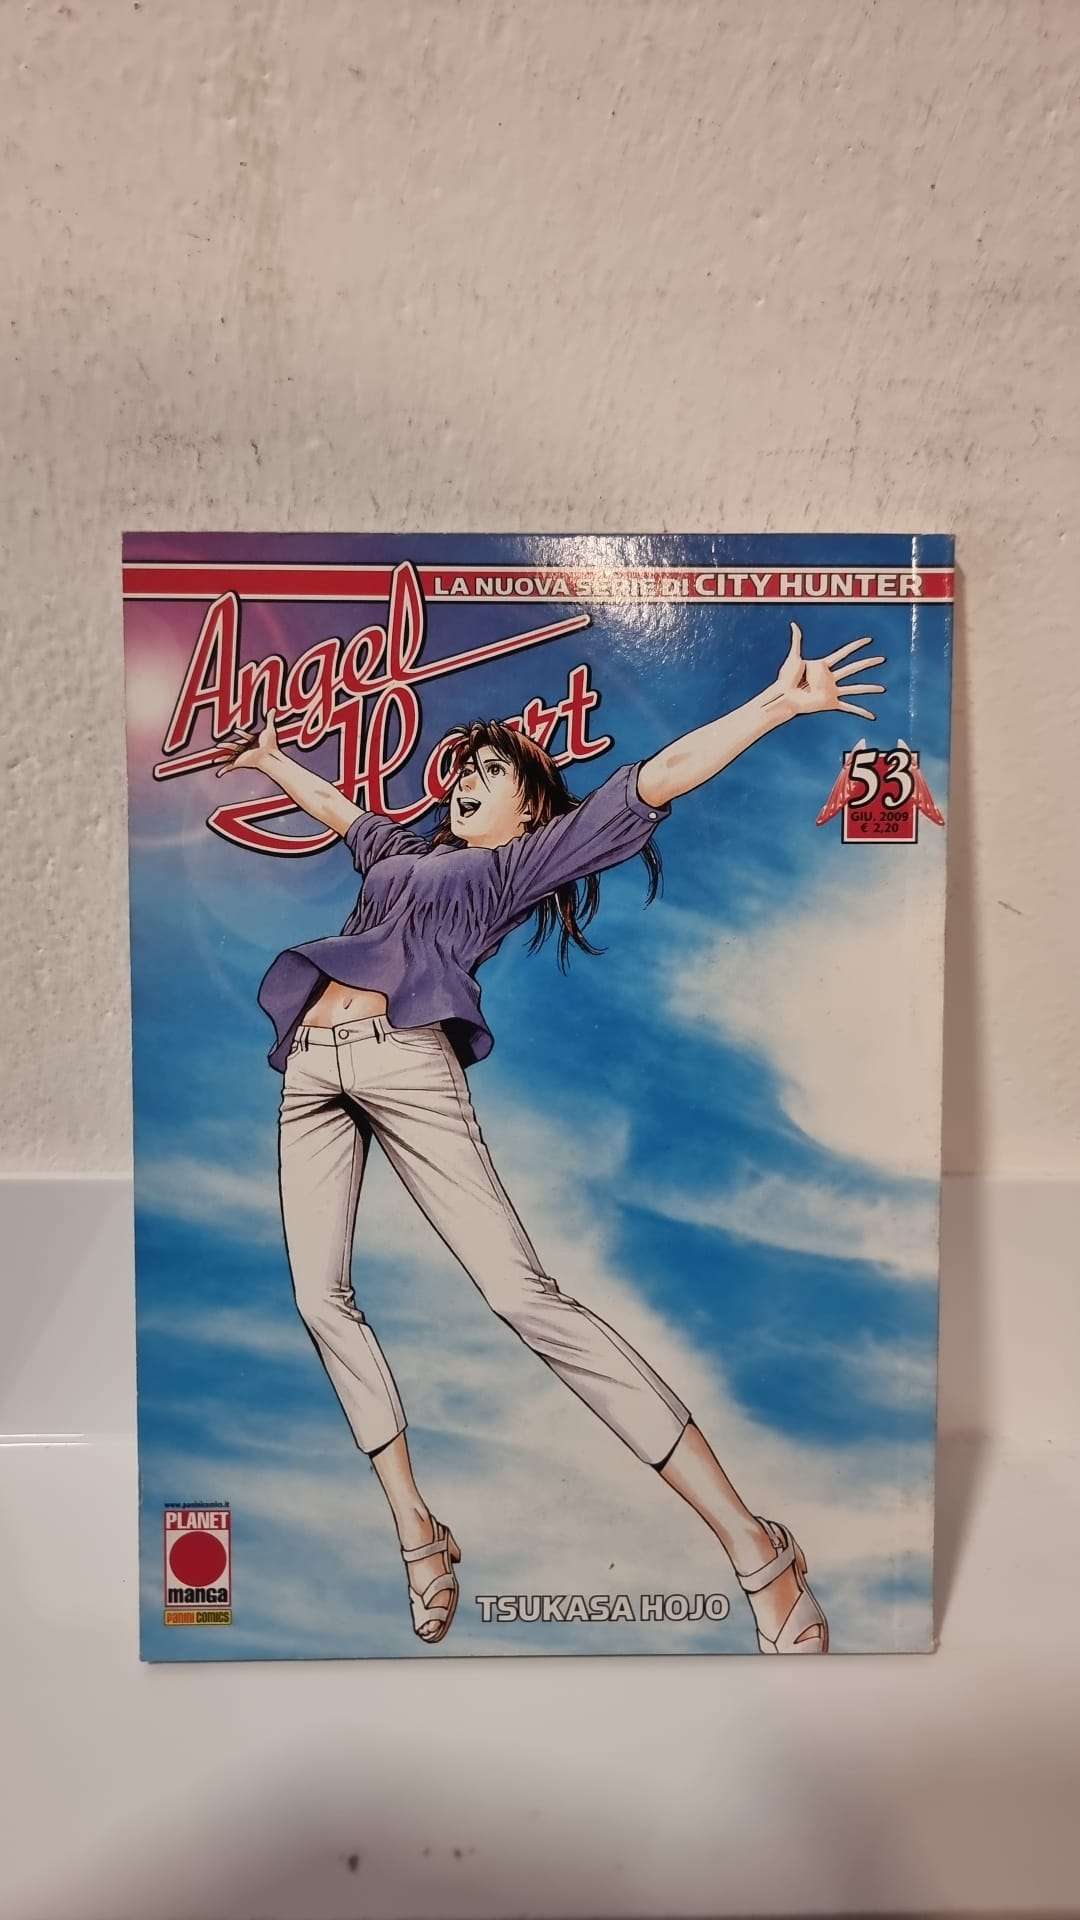 LA NUOVA SERIE DI CITY HUNTER
Angel
Heart
53
GIU. 2009
€ 2,20
www.paninicomics.it
PLANET
manga
PANINI COMICS
TSUKASA HOJO